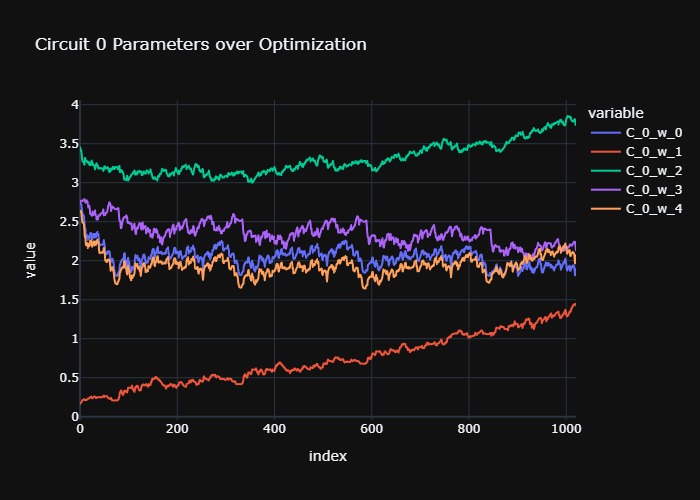 Circuit 0 Parameters over Optimization
variable
C_0_w_0
C_0_w_1
C_0_w_2
C_0_w_3
C_0_w_4
value
4
3.5
3
2.5
2
1.5
1
0.5
0
0 200 400 600 800 1000
index